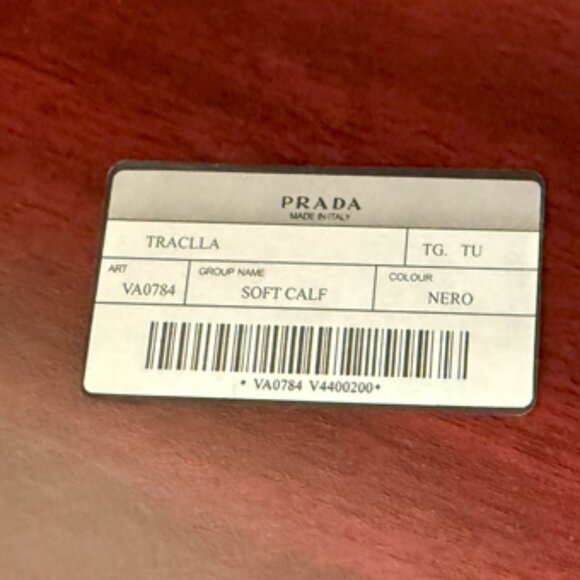 PRADA
MADE IN ITALY
TRACLLA TG. TU
ART GROUP NAME COLOUR
VA0784 SOFT CALF NERO
* VA0784 V4400200*